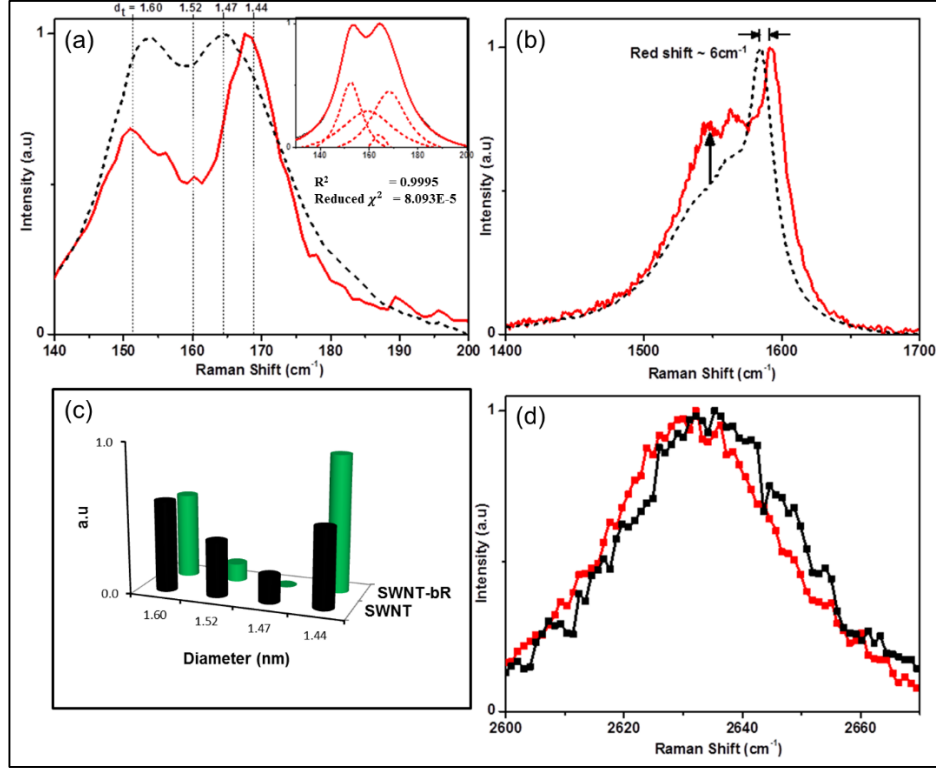 d_t = 1.60 1.52 1.47 1.44
(a)
Intensity (a.u)
1
0
140 150 160 170 180 190 200
Raman Shift (cm⁻¹)
1
0
140 160 180 200
R² = 0.9995
Reduced χ² = 8.093E-5
(b)
Red shift ~ 6cm⁻¹
Intensity (a.u)
1
0
1400 1500 1600 1700
Raman Shift (cm⁻¹)
(c)
1.0
a.u
0.0
1.60
1.52
1.47
1.44
SWNT-bR
SWNT
Diameter (nm)
(d)
Intensity (a.u)
1
0
2600 2620 2640 2660
Raman Shift (cm⁻¹)